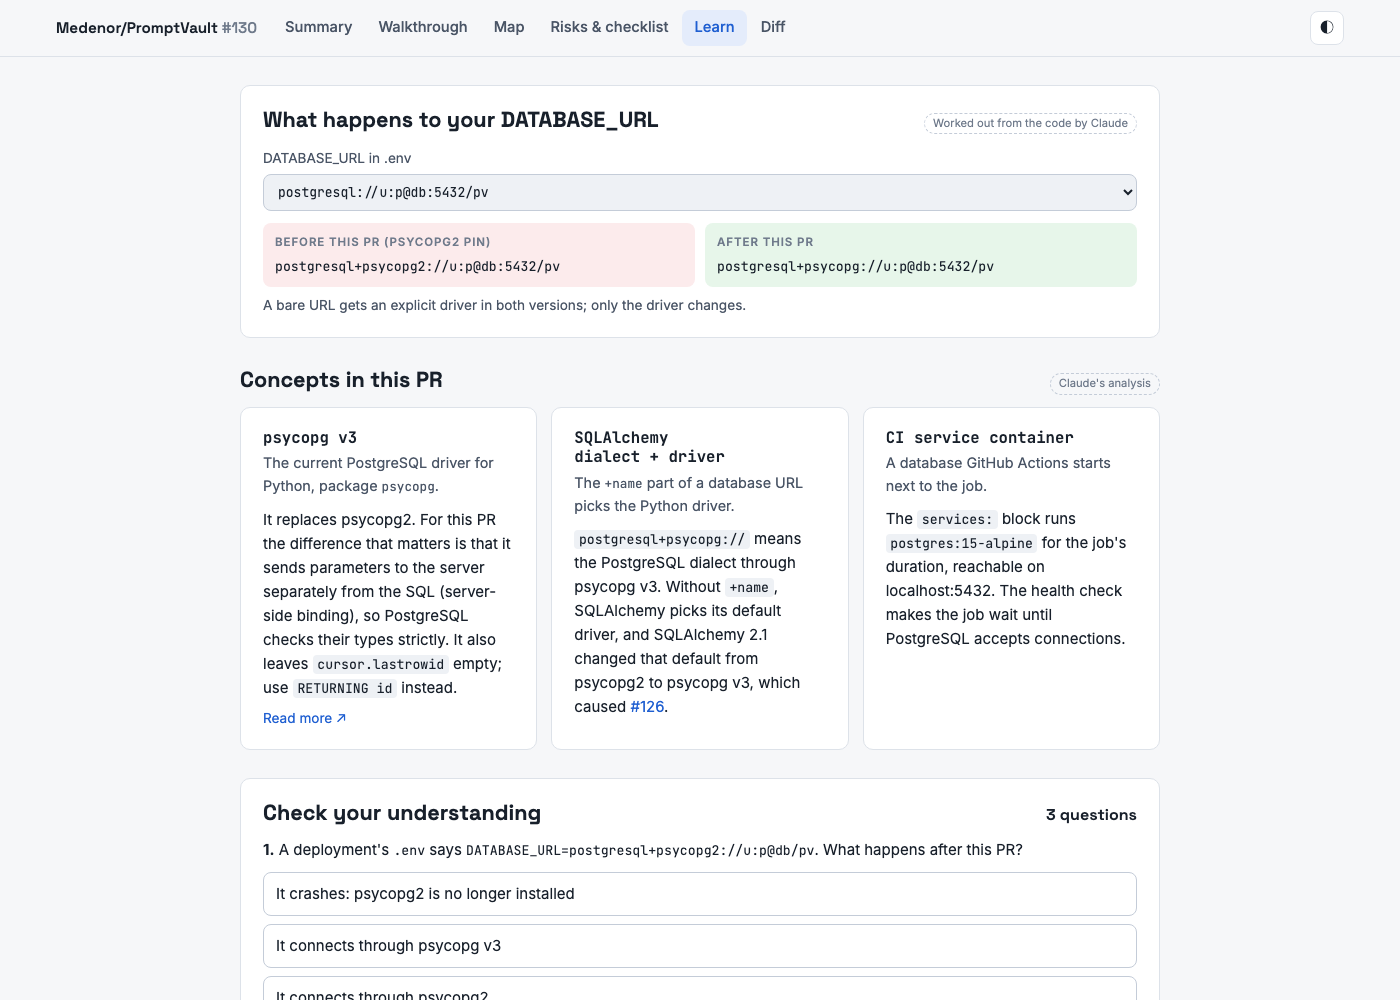 Medenor/PromptVault #130 Summary Walkthrough Map Risks & checklist Learn Diff
What happens to your DATABASE_URL
Worked out from the code by Claude
DATABASE_URL in .env
postgresql://u:p@db:5432/pv
BEFORE THIS PR (PSYCOPG2 PIN)
postgresql+psycopg2://u:p@db:5432/pv
AFTER THIS PR
postgresql+psycopg://u:p@db:5432/pv
A bare URL gets an explicit driver in both versions; only the driver changes.
Concepts in this PR
Claude's analysis
psycopg v3
The current PostgreSQL driver for
Python, package psycopg.
It replaces psycopg2. For this PR
the difference that matters is that it
sends parameters to the server
separately from the SQL (server-
side binding), so PostgreSQL
checks their types strictly. It also
leaves cursor.lastrowid empty;
use RETURNING id instead.
Read more ↗
SQLAlchemy
dialect + driver
The +name part of a database URL
picks the Python driver.
postgresql+psycopg:// means
the PostgreSQL dialect through
psycopg v3. Without +name,
SQLAlchemy picks its default
driver, and SQLAlchemy 2.1
changed that default from
psycopg2 to psycopg v3, which
caused #126.
CI service container
A database GitHub Actions starts
next to the job.
The services: block runs
postgres:15-alpine for the job's
duration, reachable on
localhost:5432. The health check
makes the job wait until
PostgreSQL accepts connections.
Check your understanding
3 questions
1. A deployment's .env says DATABASE_URL=postgresql+psycopg2://u:p@db/pv. What happens after this PR?
It crashes: psycopg2 is no longer installed
It connects through psycopg v3
It connects through psycopg2